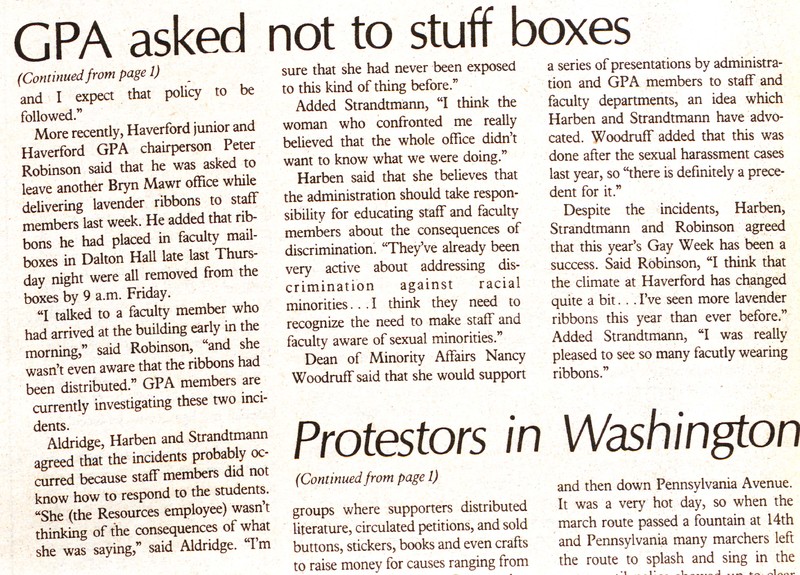 GPA asked not to stuff boxes
(Continued from page 1)
and I expect that policy to be
followed."
More recently, Haverford junior and
Haverford GPA chairperson Peter
Robinson said that he was asked to
leave another Bryn Mawr office while
delivering lavender ribbons to staff
members last week. He added that rib-
bons he had placed in faculty mail-
boxes in Dalton Hall late last Thurs-
day night were all removed from the
boxes by 9 a.m. Friday.
"I talked to a faculty member who
had arrived at the building early in the
morning," said Robinson, "and she
wasn't even aware that the ribbons had
been distributed." GPA members are
currently investigating these two inci-
dents.
Aldridge, Harben and Strandtmann
agreed that the incidents probably oc-
curred because staff members did not
know how to respond to the students.
"She (the Resources employee) wasn't
thinking of the consequences of what
she was saying," said Aldridge. "I'm
sure that she had never been exposed
to this kind of thing before."
Added Strandtmann, "I think the
woman who confronted me really
believed that the whole office didn't
want to know what we were doing."
Harben said that she believes that
the administration should take respon-
sibility for educating staff and faculty
members about the consequences of
discrimination. "They've already been
very active about addressing dis-
crimination against racial
minorities...I think they need to
recognize the need to make staff and
faculty aware of sexual minorities."
Dean of Minority Affairs Nancy
Woodruff said that she would support
a series of presentations by administra-
tion and GPA members to staff and
faculty departments, an idea which
Harben and Strandtmann have advo-
cated. Woodruff added that this was
done after the sexual harassment cases
last year, so "there is definitely a prece-
dent for it."
Despite the incidents, Harben,
Strandtmann and Robinson agreed
that this year's Gay Week has been a
success. Said Robinson, "I think that
the climate at Haverford has changed
quite a bit...I've seen more lavender
ribbons this year than ever before."
Added Strandtmann, "I was really
pleased to see so many facutly wearing
ribbons."
Protestors in Washington
(Continued from page 1)
groups where supporters distributed
literature, circulated petitions, and sold
buttons, stickers, books and even crafts
to raise money for causes ranging from
and then down Pennsylvania Avenue.
It was a very hot day, so when the
march route passed a fountain at 14th
and Pennsylvania many marchers left
the route to splash and sing in the